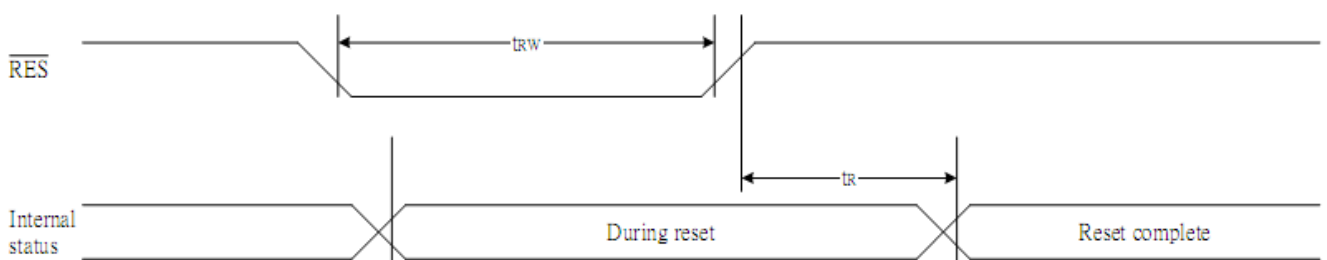 tRW
RES
tR
Internal
status
During reset
Reset complete